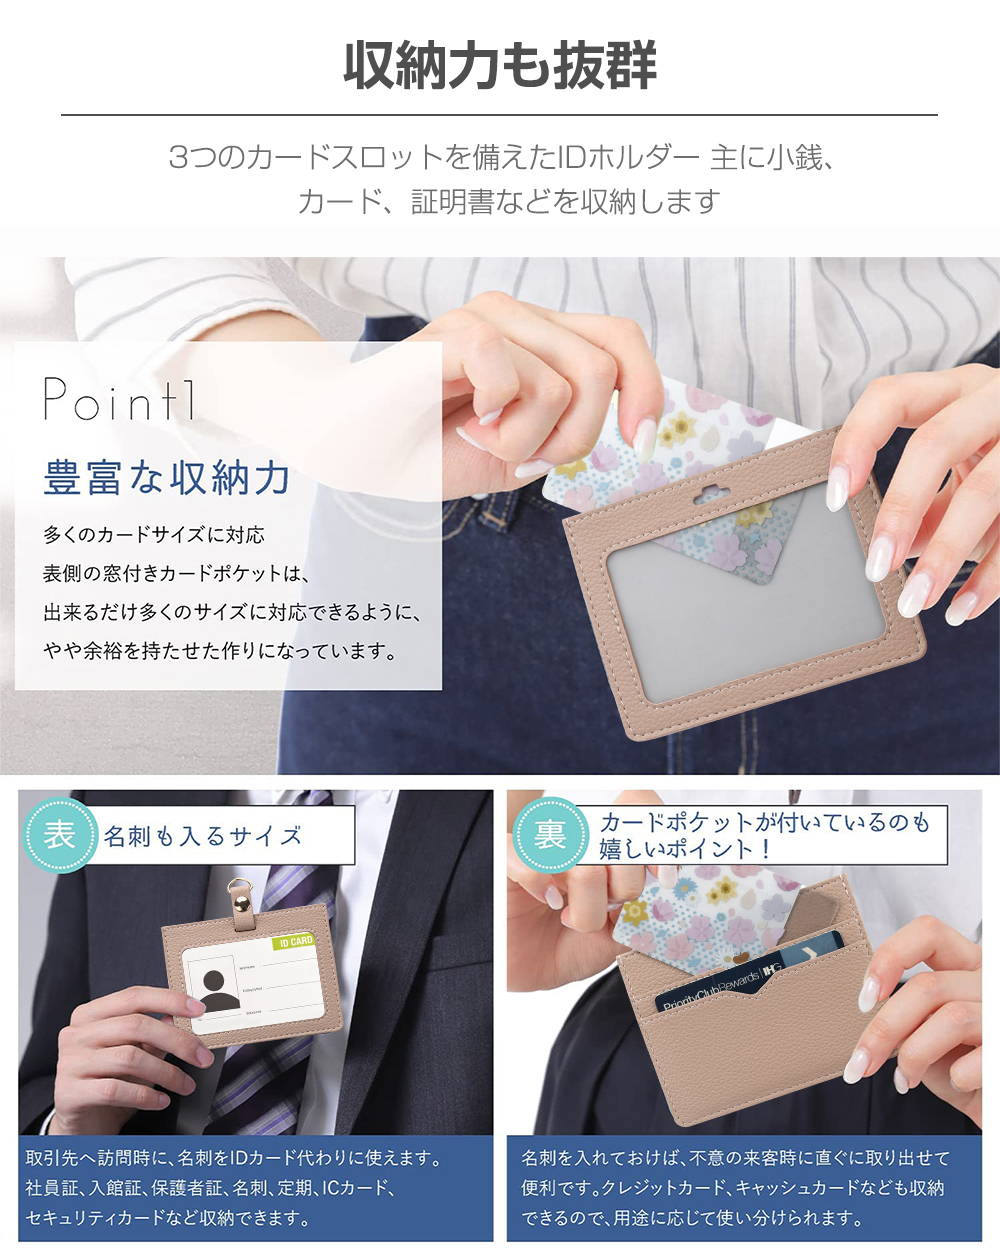 収納力も抜群
3つのカードスロットを備えたIDホルダー 主に小銭、
カード、証明書などを収納します
Point1
豊富な収納力
多くのカードサイズに対応
表側の窓付きカードポケットは、
出来るだけ多くのサイズに対応できるように、
やや余裕を持たせた作りになっています。
表
名刺も入るサイズ
ID CARD
取引先へ訪問時に、名刺をIDカード代わりに使えます。
社員証、入館証、保護者証、名刺、定期、ICカード、
セキュリティカードなど収納できます。
裏
カードポケットが付いているのも
嬉しいポイント！
PriorityClubRewards IHG
名刺を入れておけば、不意の来客時に直ぐに取り出せて
便利です。クレジットカード、キャッシュカードなども収納
できるので、用途に応じて使い分けられます。